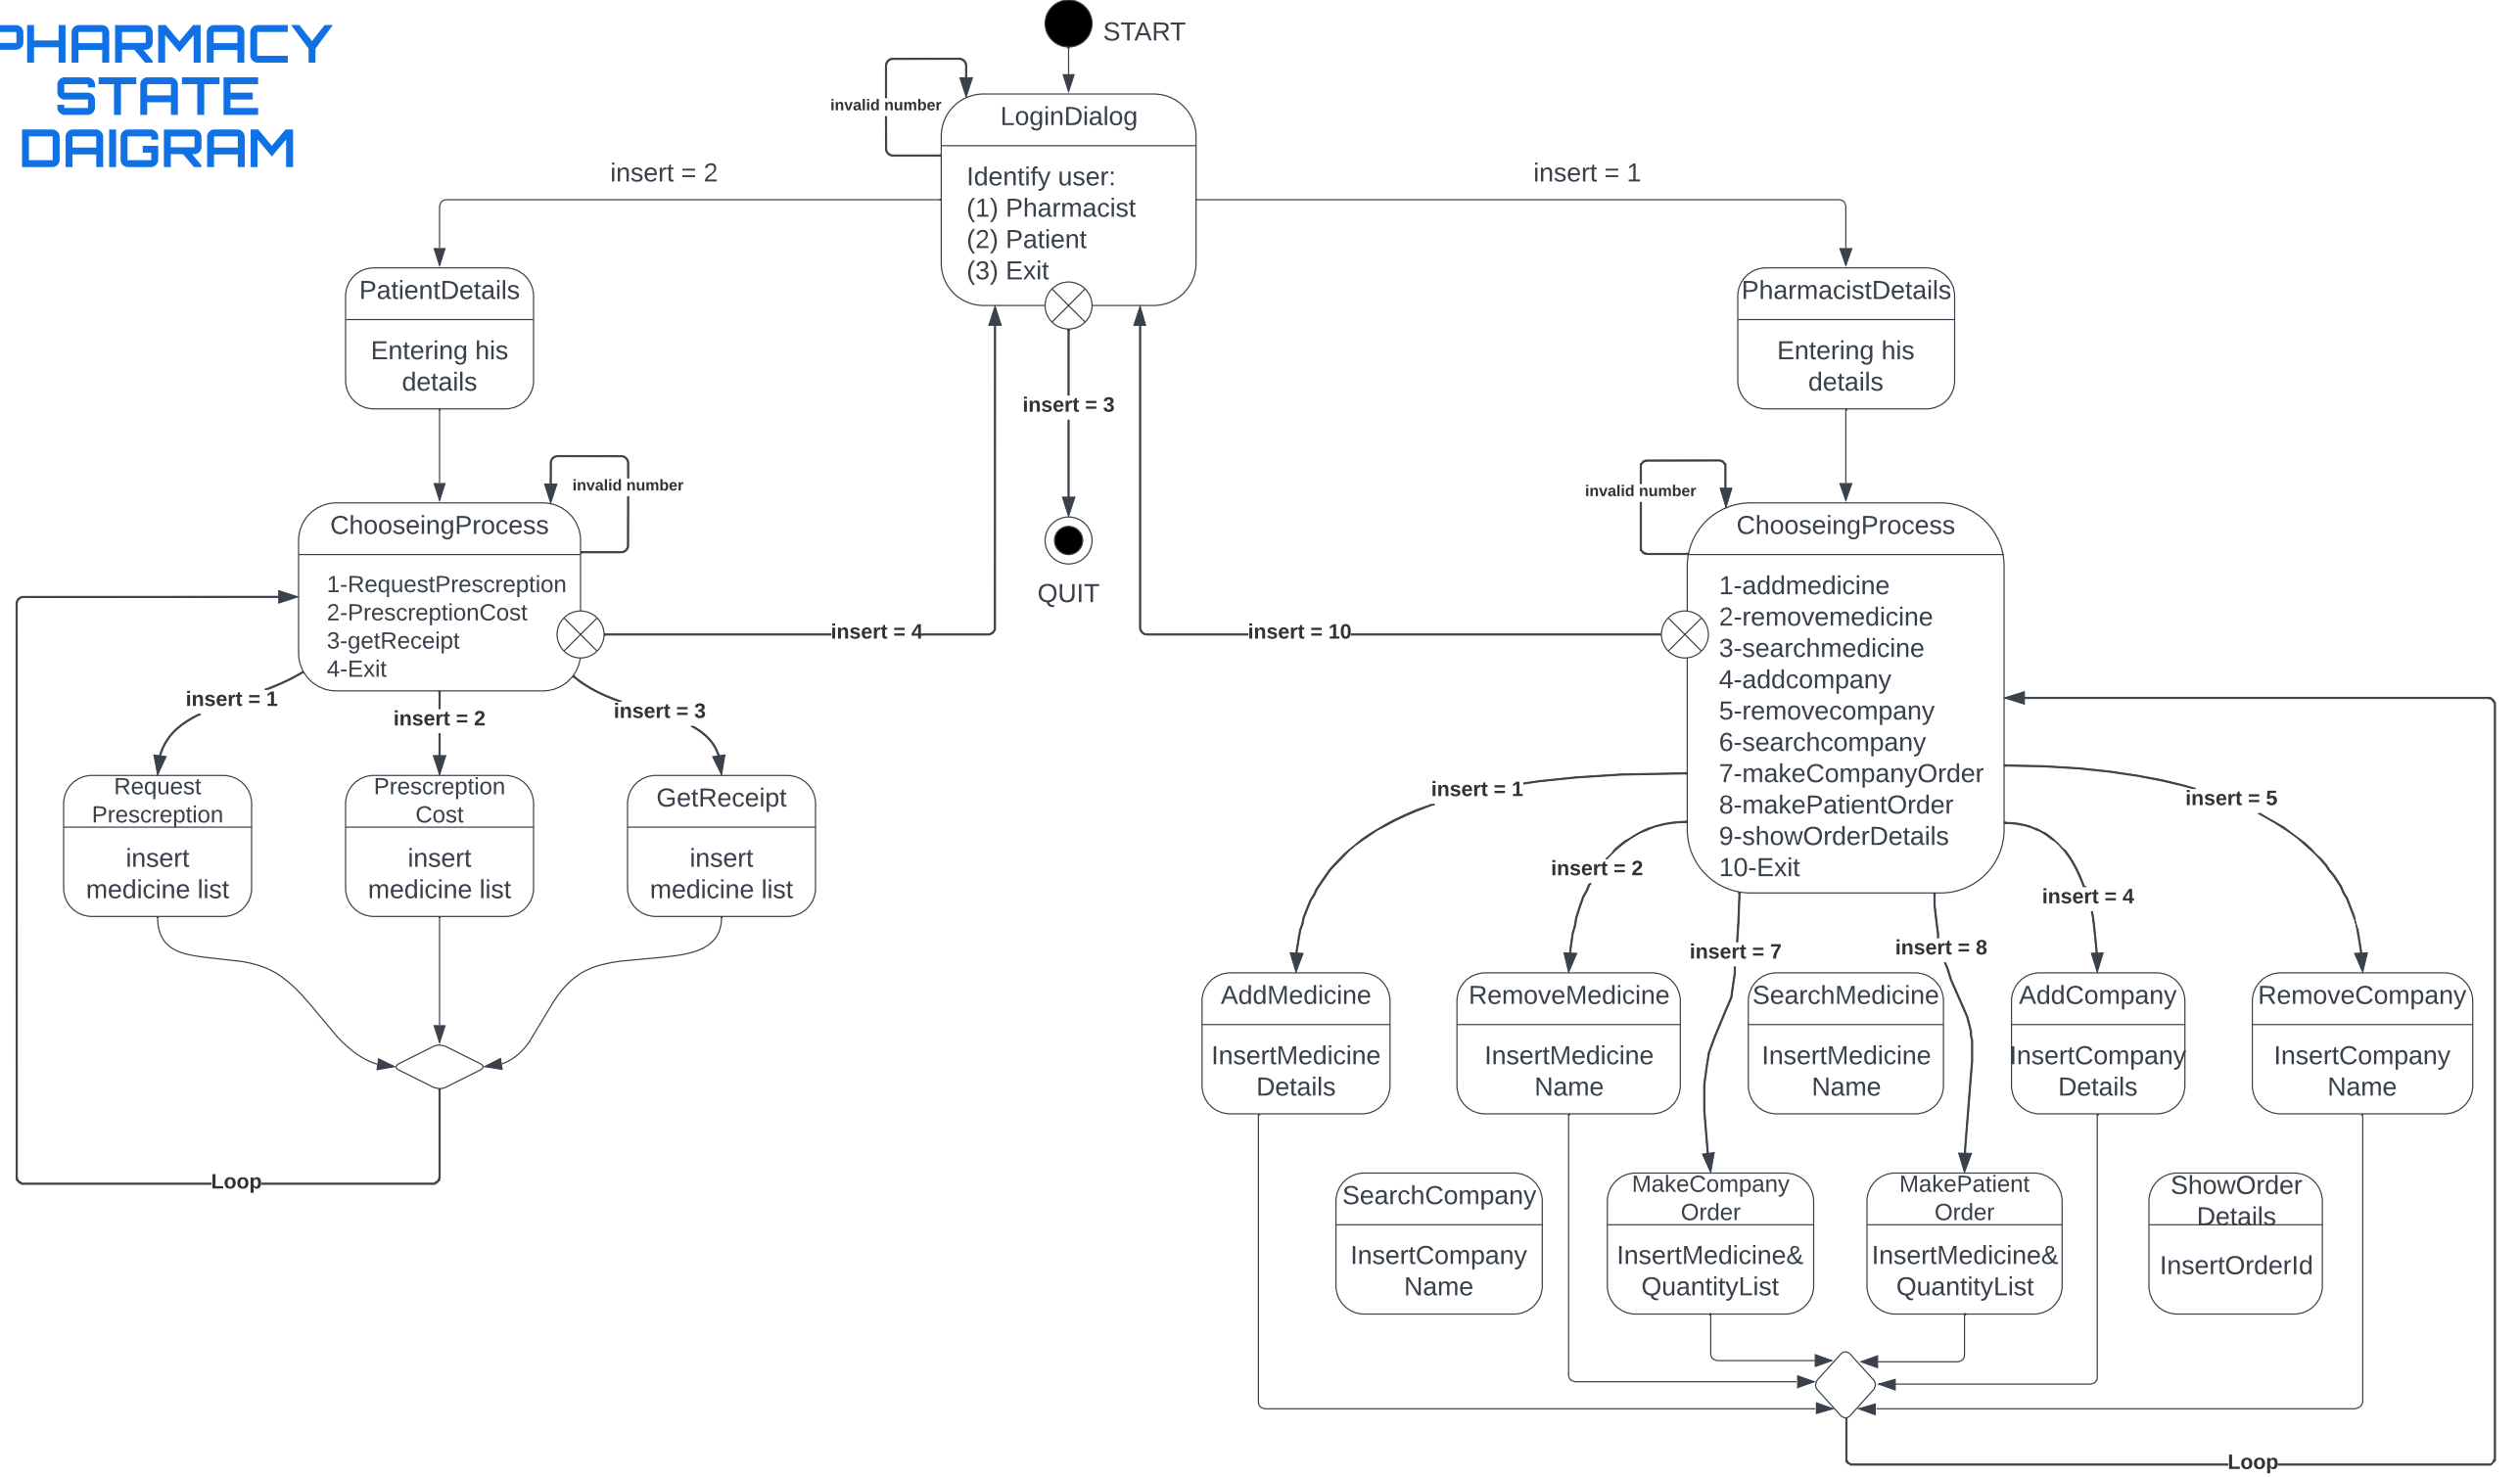 PHARMACY
STATE
DAIGRAM
START
invalid number
LoginDialog
Identify user:
(1) Pharmacist
(2) Patient
(3) Exit
insert = 2
insert = 1
PatientDetails
Entering his
details
PharmacistDetails
Entering his
details
insert = 3
QUIT
invalid number
ChooseingProcess
1-RequestPrescreption
2-PrescreptionCost
3-getReceipt
4-Exit
insert = 4
insert = 10
invalid number
ChooseingProcess
1-addmedicine
2-removemedicine
3-searchmedicine
4-addcompany
5-removecompany
6-searchcompany
7-makeCompanyOrder
8-makePatientOrder
9-showOrderDetails
10-Exit
insert = 1
insert = 2
insert = 3
Request
Prescreption
insert
medicine list
Prescreption
Cost
insert
medicine list
GetReceipt
insert
medicine list
Loop
insert = 1
insert = 2
insert = 7
insert = 8
insert = 4
insert = 5
AddMedicine
InsertMedicine
Details
RemoveMedicine
InsertMedicine
Name
SearchMedicine
InsertMedicine
Name
AddCompany
InsertCompany
Details
RemoveCompany
InsertCompany
Name
SearchCompany
InsertCompany
Name
MakeCompany
Order
InsertMedicine&
QuantityList
MakePatient
Order
InsertMedicine&
QuantityList
ShowOrder
Details
InsertOrderId
Loop